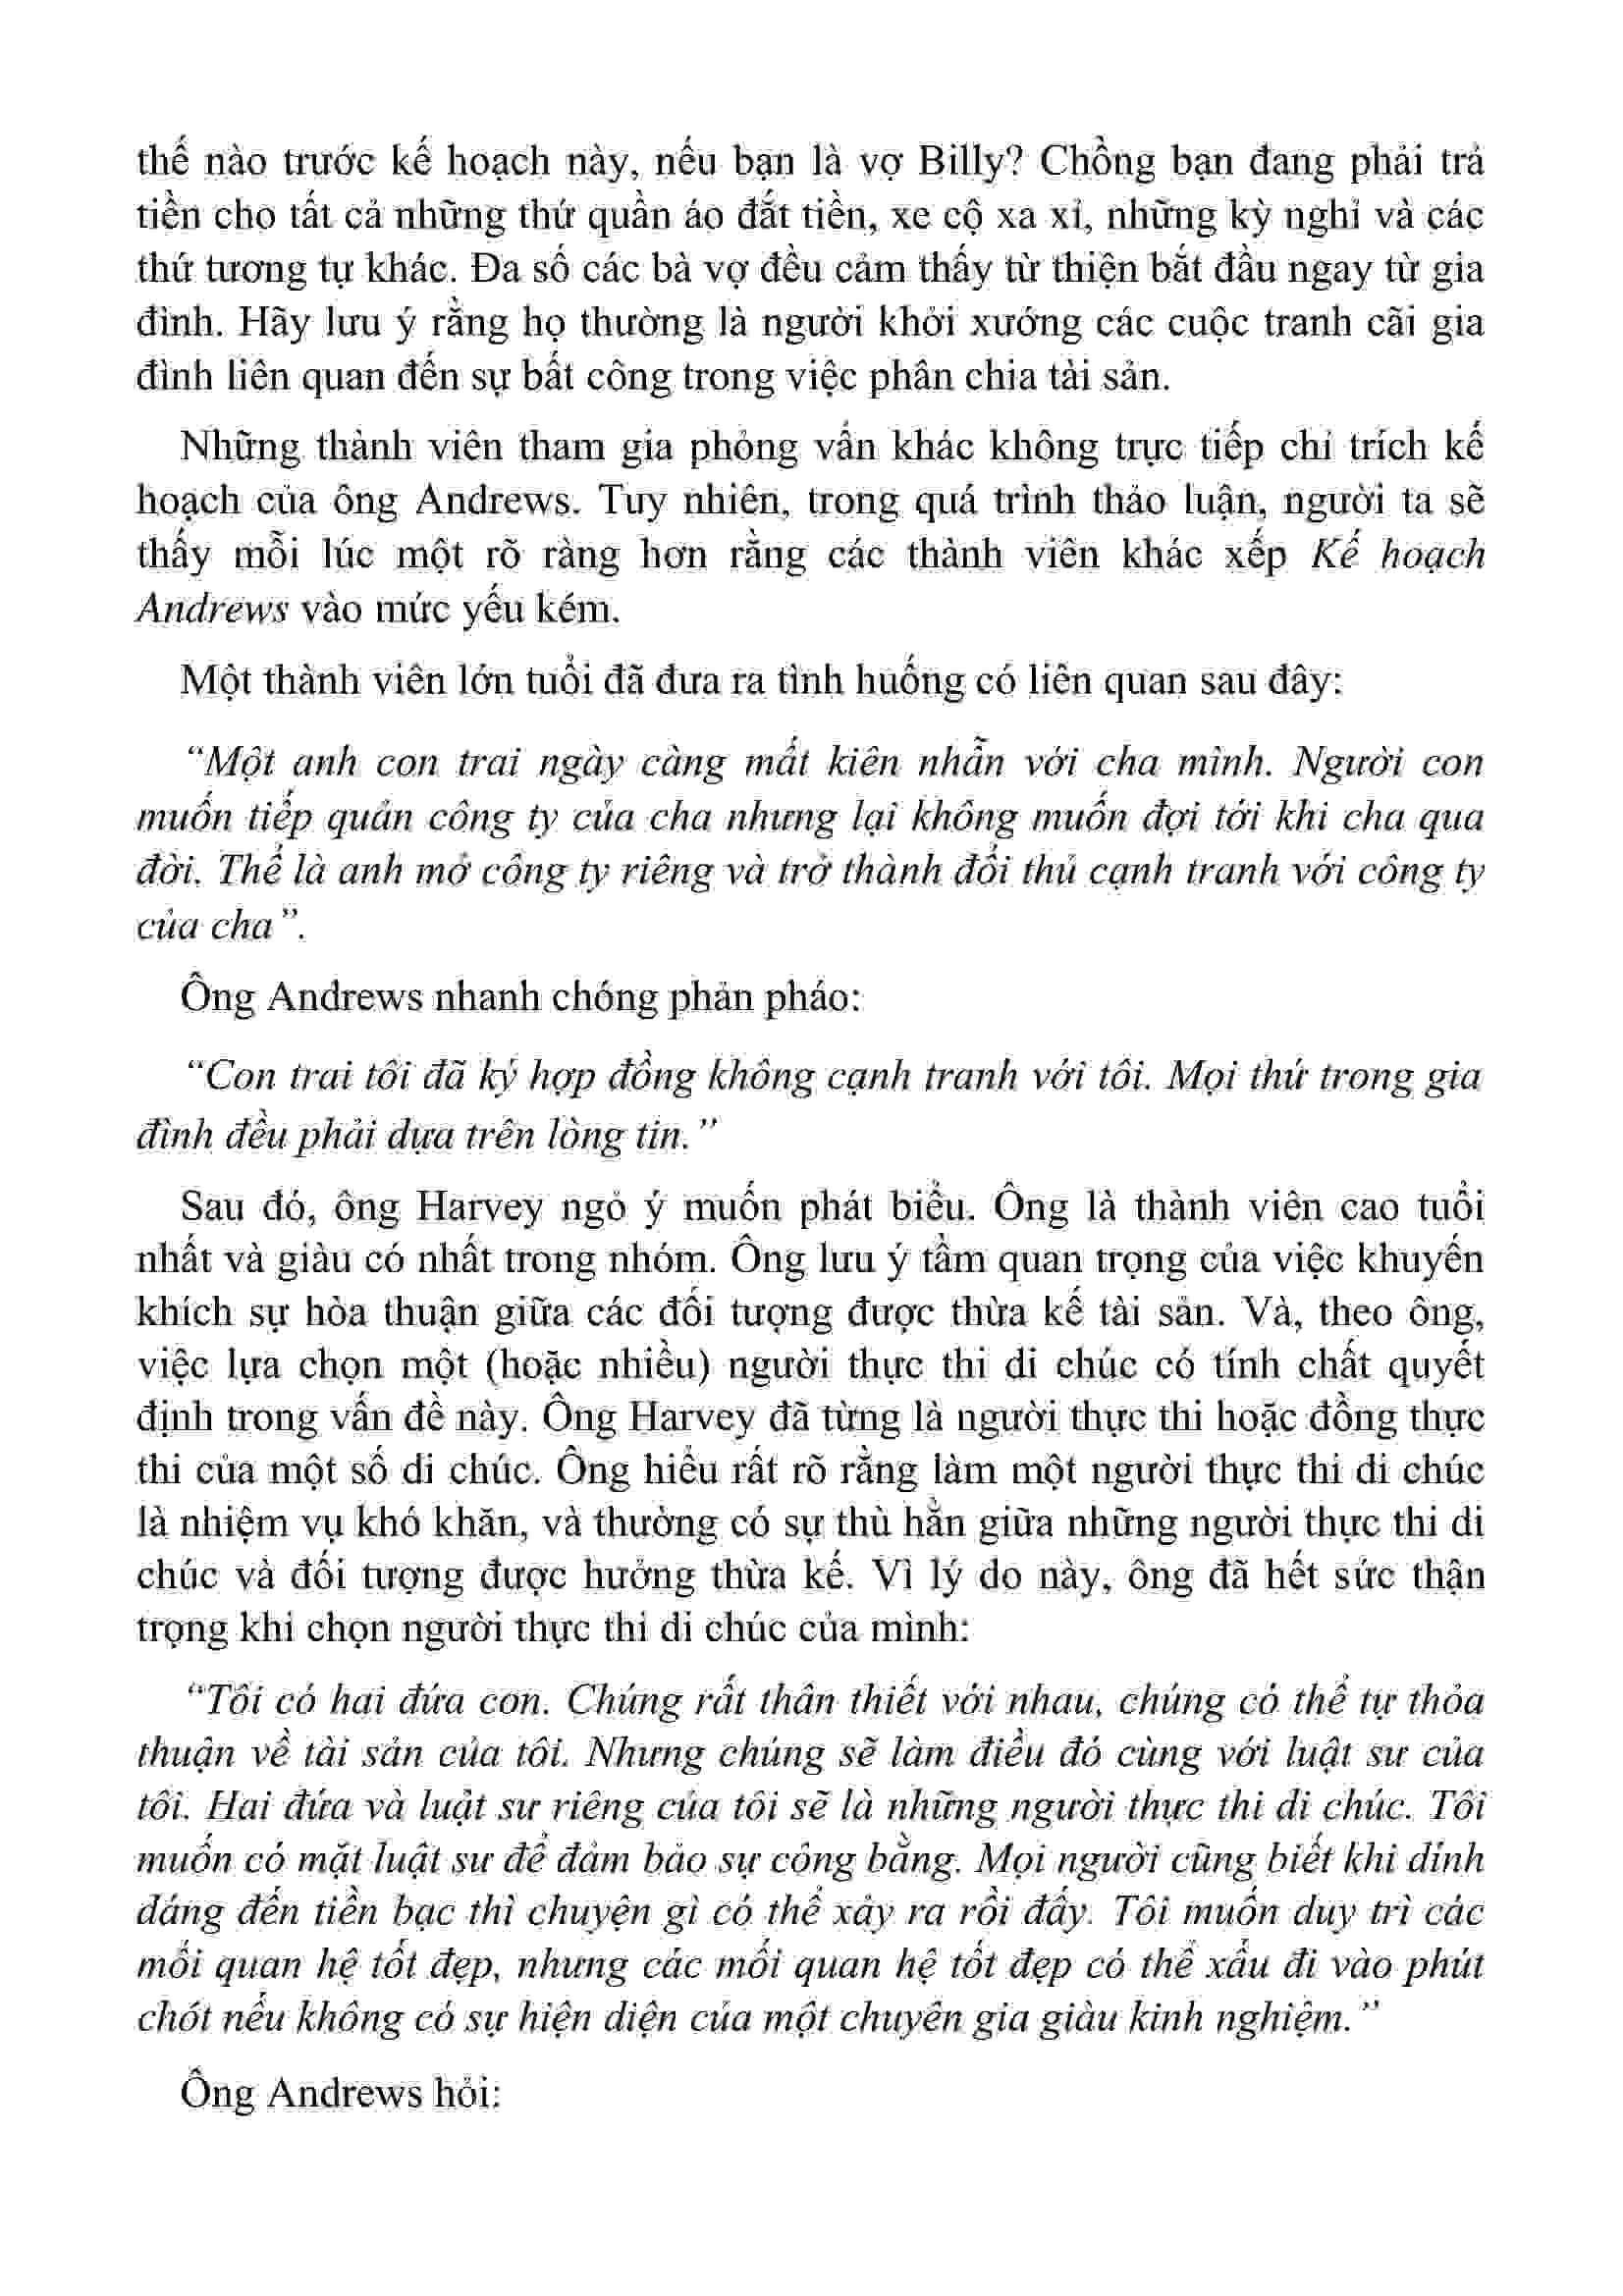 thế nào trước kế hoạch này, nếu bạn là vợ Billy? Chồng bạn đang phải trả
tiền cho tất cả những thứ quần áo đắt tiền, xe cộ xa xỉ, những kỳ nghỉ và các
thứ tương tự khác. Đa số các bà vợ đều cảm thấy từ thiện bắt đầu ngay từ gia
đình. Hãy lưu ý rằng họ thường là người khởi xướng các cuộc tranh cãi gia
đình liên quan đến sự bất công trong việc phân chia tài sản.
Những thành viên tham gia phỏng vấn khác không trực tiếp chỉ trích kế
hoạch của ông Andrews. Tuy nhiên, trong quá trình thảo luận, người ta sẽ
thấy mỗi lúc một rõ ràng hơn rằng các thành viên khác xếp Kế hoạch
Andrews vào mức yếu kém.
Một thành viên lớn tuổi đã đưa ra tình huống có liên quan sau đây:
“Một anh con trai ngày càng mất kiên nhẫn với cha mình. Người con
muốn tiếp quản công ty của cha nhưng lại không muốn đợi tới khi cha qua
đời. Thế là anh mở công ty riêng và trở thành đối thủ cạnh tranh với công ty
của cha”.
Ông Andrews nhanh chóng phản pháo:
“Con trai tôi đã ký hợp đồng không cạnh tranh với tôi. Mọi thứ trong gia
đình đều phải dựa trên lòng tin.”
Sau đó, ông Harvey ngỏ ý muốn phát biểu. Ông là thành viên cao tuổi
nhất và giàu có nhất trong nhóm. Ông lưu ý tầm quan trọng của việc khuyến
khích sự hòa thuận giữa các đối tượng được thừa kế tài sản. Và, theo ông,
việc lựa chọn một (hoặc nhiều) người thực thi di chúc có tính chất quyết
định trong vấn đề này. Ông Harvey đã từng là người thực thi hoặc đồng thực
thi của một số di chúc. Ông hiểu rất rõ rằng làm một người thực thi di chúc
là nhiệm vụ khó khăn, và thường có sự thù hằn giữa những người thực thi di
chúc và đối tượng được hưởng thừa kế. Vì lý do này, ông đã hết sức thận
trọng khi chọn người thực thi di chúc của mình:
“Tôi có hai đứa con. Chúng rất thân thiết với nhau, chúng có thể tự thỏa
thuận về tài sản của tôi. Nhưng chúng sẽ làm điều đó cùng với luật sư của
tôi. Hai đứa và luật sư riêng của tôi sẽ là những người thực thi di chúc. Tôi
muốn có mặt luật sư để đảm bảo sự công bằng. Mọi người cũng biết khi dính
dáng đến tiền bạc thì chuyện gì có thể xảy ra rồi đấy. Tôi muốn duy trì các
mối quan hệ tốt đẹp, nhưng các mối quan hệ tốt đẹp có thể xấu đi vào phút
chót nếu không có sự hiện diện của một chuyên gia giàu kinh nghiệm.”
Ông Andrews hỏi: